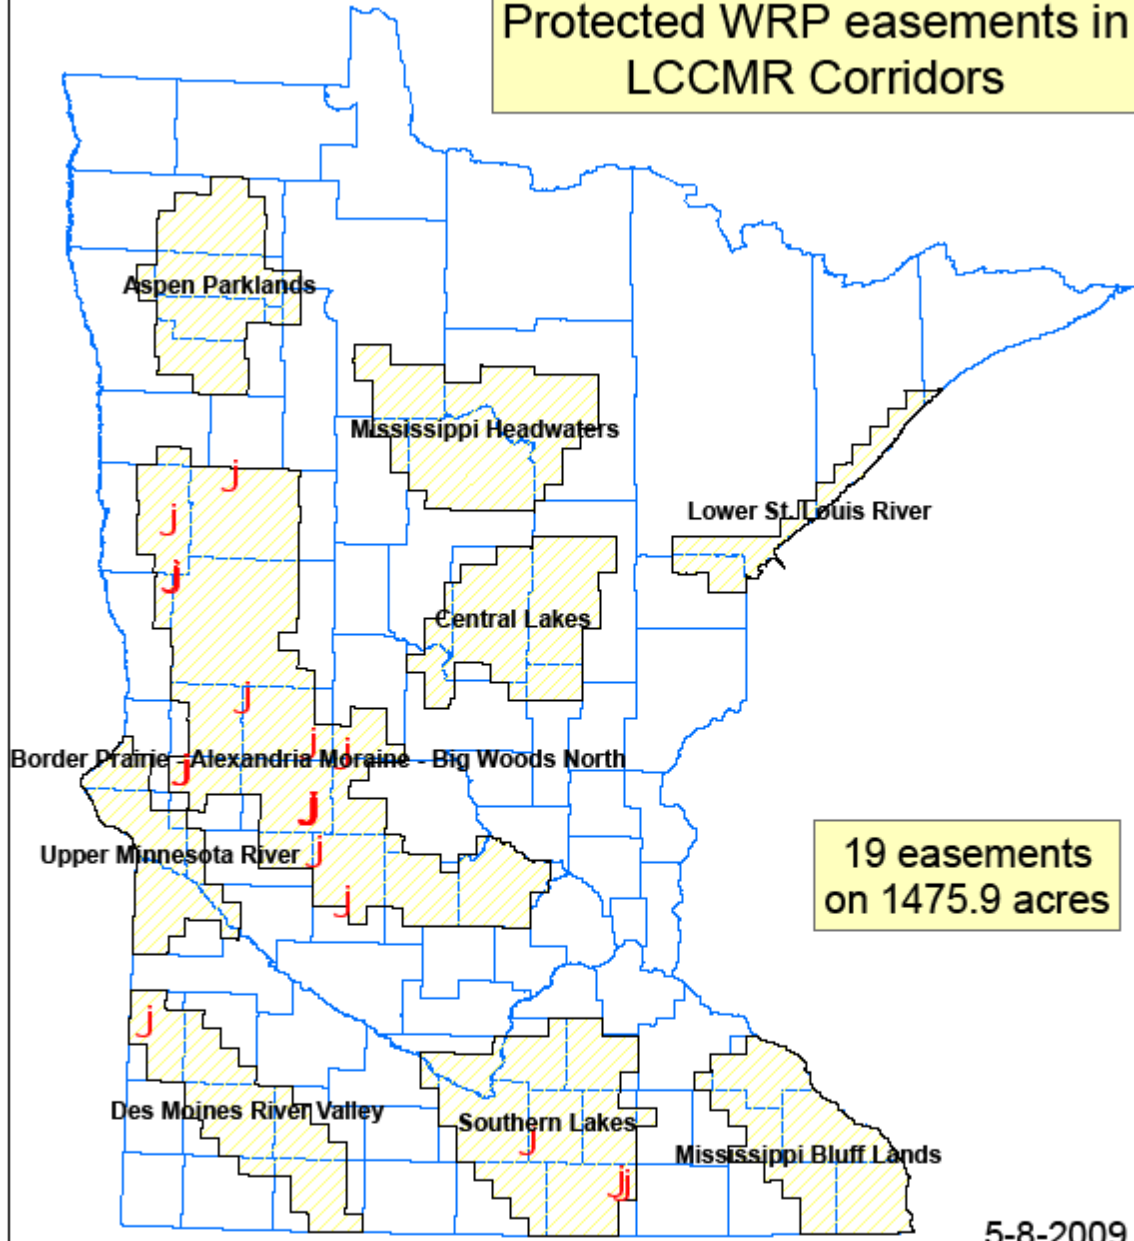 Protected WRP easements in
LCCMR Corridors
Aspen Parklands
Mississippi Headwaters
j
j
Lower St. Louis River
j
Central Lakes
j
j
j
Border Prairie - Alexandria Moraine - Big Woods North
j
j
Upper Minnesota River
j
19 easements
on 1475.9 acres
j
j
Des Moines River Valley
Southern Lakes
j
Mississippi Bluff Lands
jj
5-8-2009